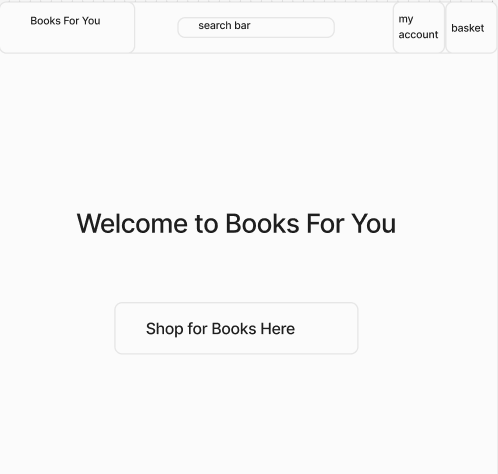 Books For You
search bar
my
account
basket
Welcome to Books For You
Shop for Books Here